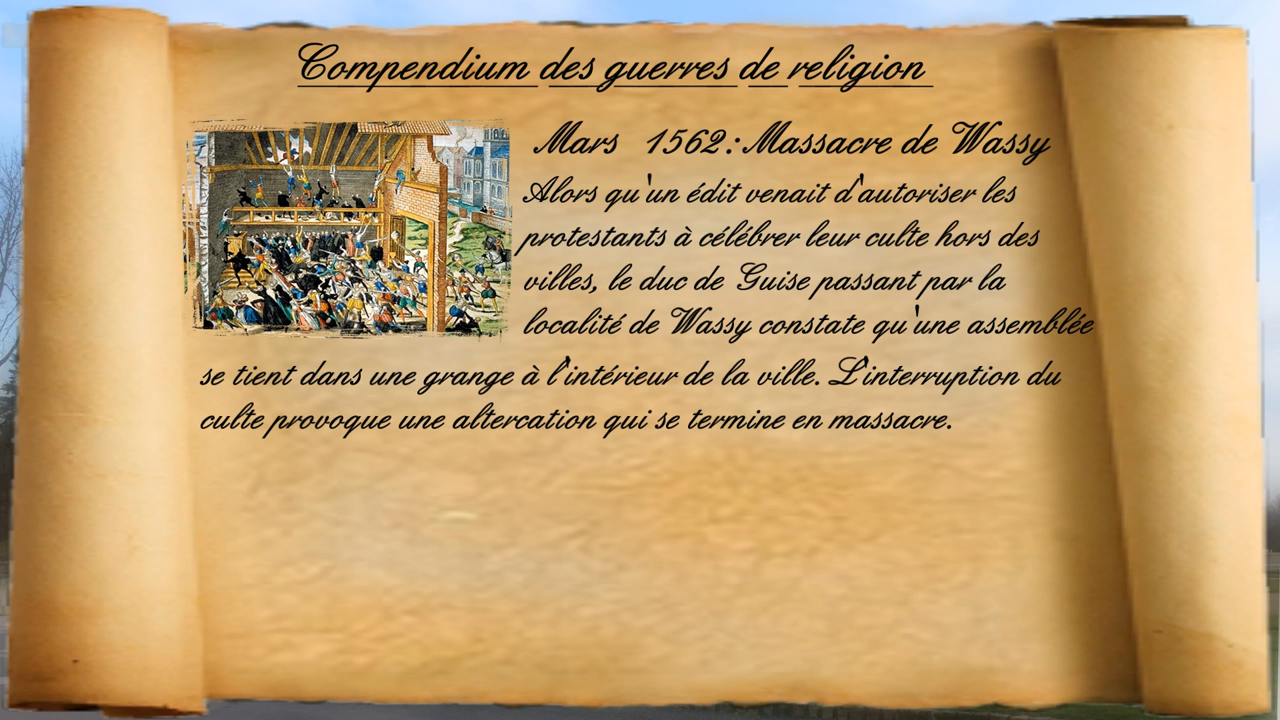 Compendium des guerres de religion
Mars 1562: Massacre de Wassy
Alors qu'un édit venait d'autoriser les
protestants à célébrer leur culte hors des
villes, le duc de Guise passant par la
localité de Wassy constate qu'une assemblée
se tient dans une grange à l'intérieur de la ville. L'interruption du
culte provoque une altercation qui se termine en massacre.